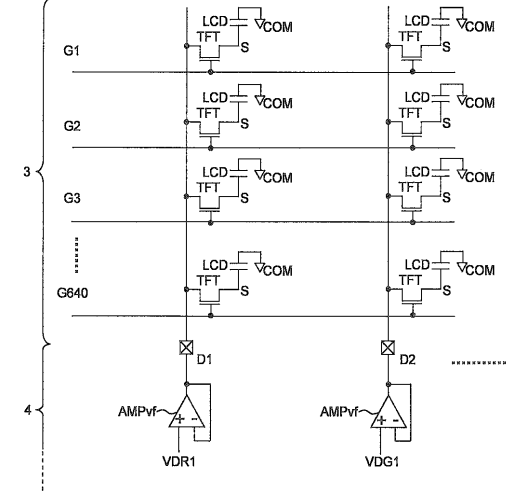 LCD COM LCD COM
G1 TFT S TFT S
LCD COM LCD COM
G2 TFT S TFT S
3
LCD COM LCD COM
G3 TFT S TFT S
LCD COM LCD COM
G640 TFT S TFT S
D1 D2
4
AMPvf + - AMPvf + -
VDR1 VDG1